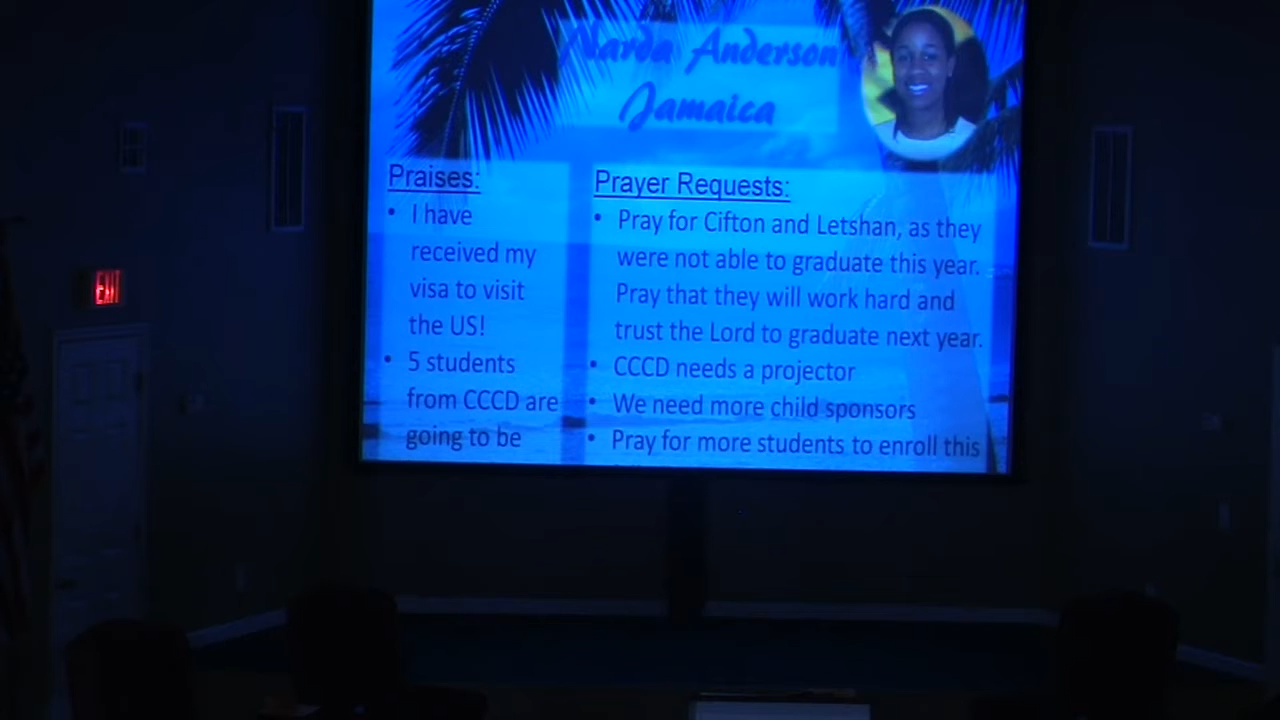 Narda Anderson
Jamaica
Praises:
• I have
received my
visa to visit
the US!
• 5 students
from CCCD are
going to be
Prayer Requests:
• Pray for Cifton and Letshan, as they
were not able to graduate this year.
Pray that they will work hard and
trust the Lord to graduate next year.
• CCCD needs a projector
• We need more child sponsors
• Pray for more students to enroll this
EXIT